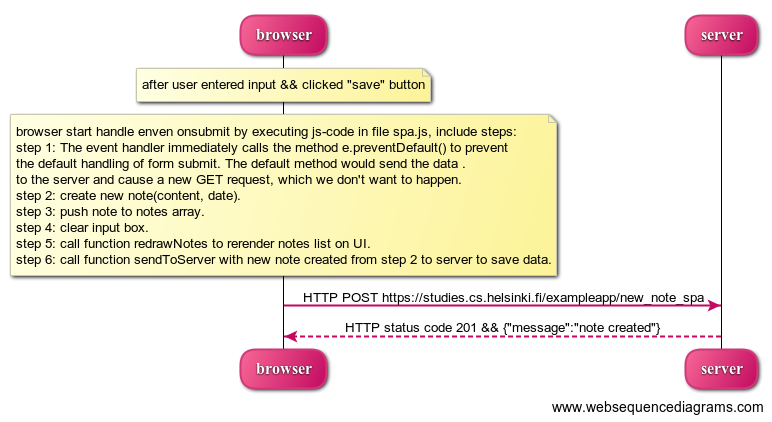 browser
server
after user entered input && clicked "save" button
browser start handle enven onsubmit by executing js-code in file spa.js, include steps:
step 1: The event handler immediately calls the method e.preventDefault() to prevent
the default handling of form submit. The default method would send the data .
to the server and cause a new GET request, which we don't want to happen.
step 2: create new note(content, date).
step 3: push note to notes array.
step 4: clear input box.
step 5: call function redrawNotes to rerender notes list on UI.
step 6: call function sendToServer with new note created from step 2 to server to save data.
HTTP POST https://studies.cs.helsinki.fi/exampleapp/new_note_spa
HTTP status code 201 && {"message":"note created"}
browser
server
www.websequencediagrams.com